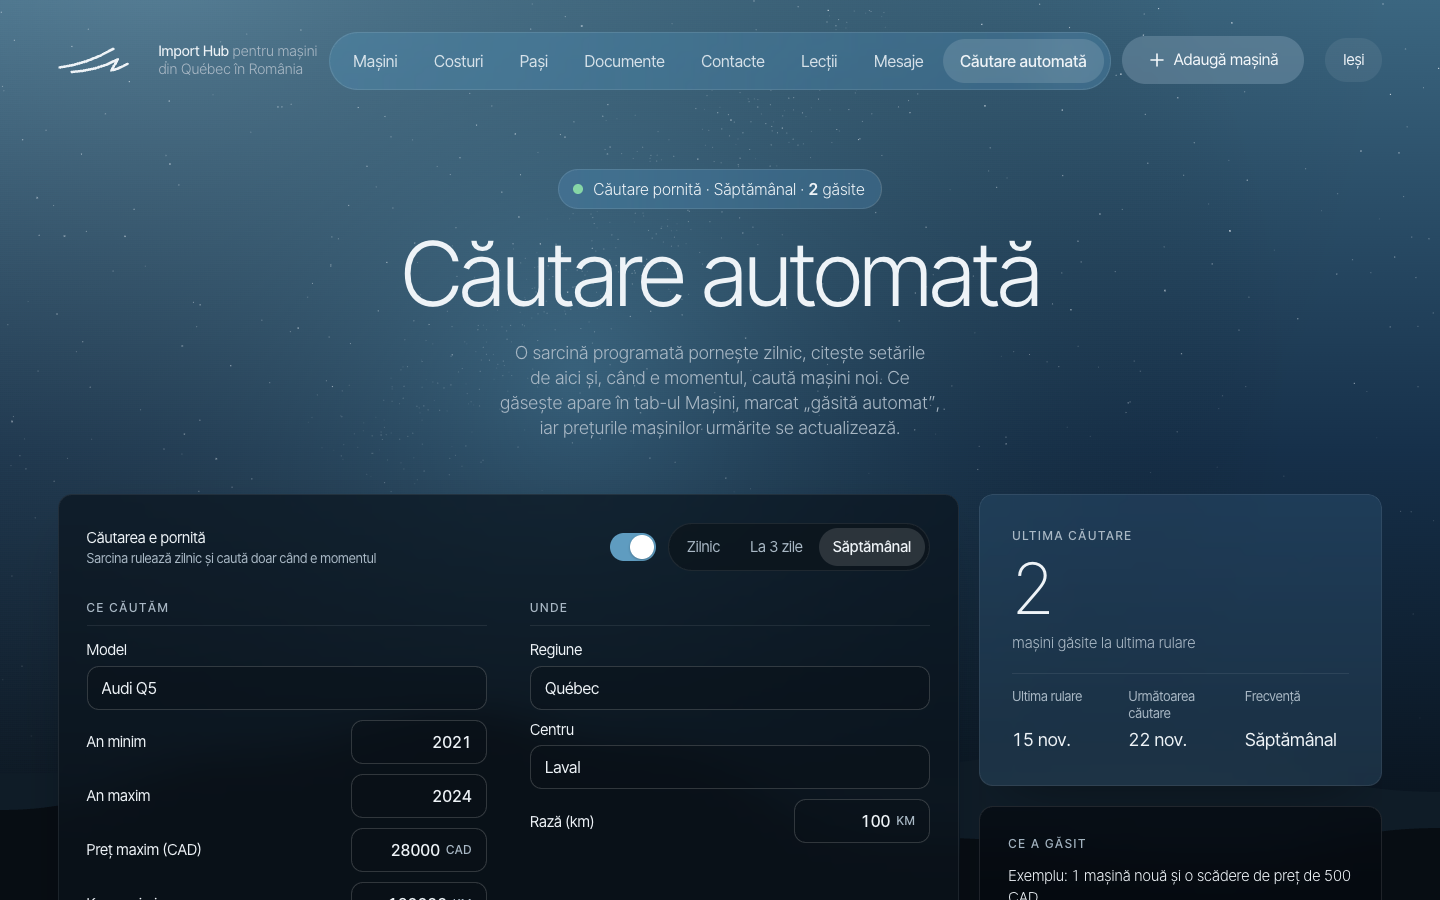 Import Hub pentru mașini
din Québec în România
Mașini
Costuri
Pași
Documente
Contacte
Lecții
Mesaje
Căutare automată
Adaugă mașină
Ieși
Căutare pornită · Săptămânal · 2 găsite
Căutare automată
O sarcină programată pornește zilnic, citește setările
de aici și, când e momentul, caută mașini noi. Ce
găsește apare în tab-ul Mașini, marcat „găsită automat”,
iar prețurile mașinilor urmărite se actualizează.
Căutarea e pornită
Sarcina rulează zilnic și caută doar când e momentul
Zilnic
La 3 zile
Săptămânal
CE CĂUTĂM
Model
Audi Q5
An minim
2021
An maxim
2024
Preț maxim (CAD)
28000 CAD
UNDE
Regiune
Québec
Centru
Laval
Rază (km)
100 KM
ULTIMA CĂUTARE
2
mașini găsite la ultima rulare
Ultima rulare
15 nov.
Următoarea
căutare
22 nov.
Frecvență
Săptămânal
CE A GĂSIT
Exemplu: 1 mașină nouă și o scădere de preț de 500
CAD